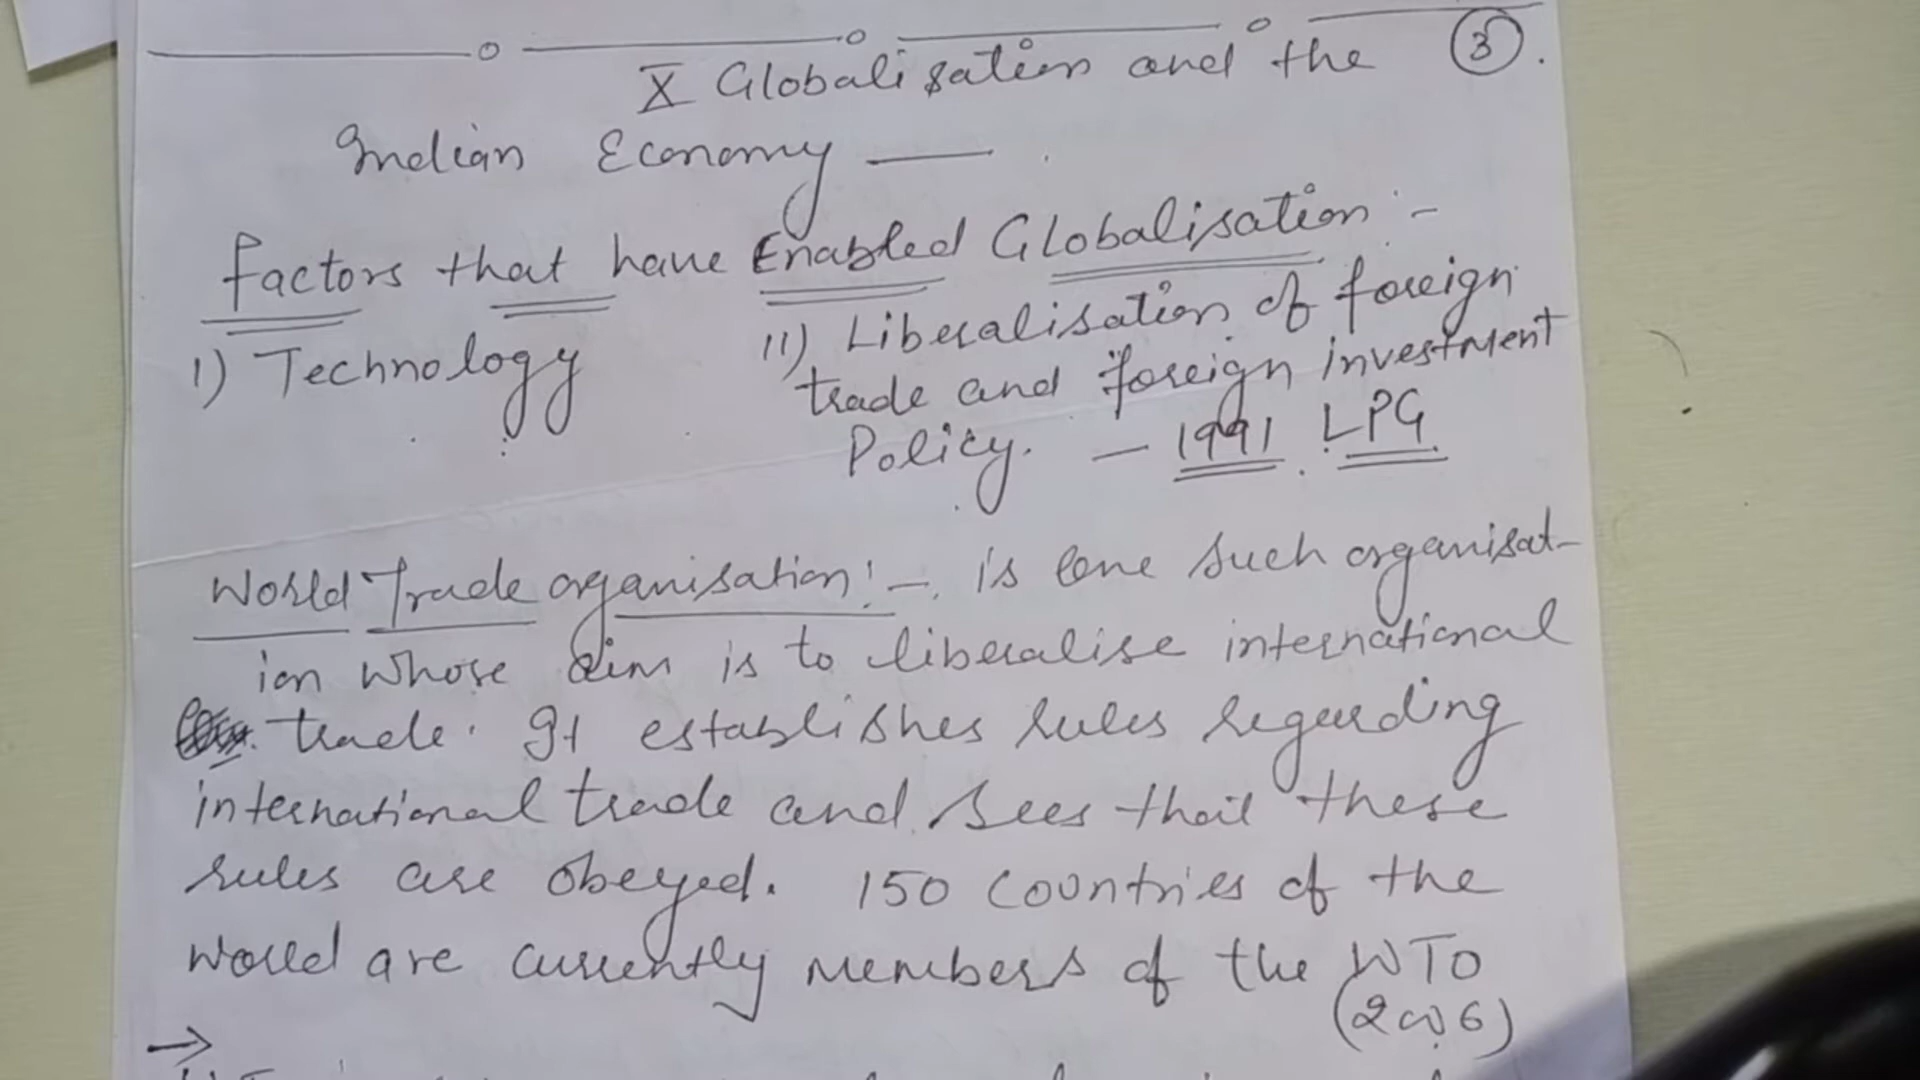 X Globalisation and the ③.
Indian Economy —
Factors that have Enabled Globalisation :-
I) Technology
II) Liberalisation of foreign
trade and foreign investment
Policy. — 1991. LPG
World Trade organisation :- is one such organisat-
ion whose aim is to liberalise international
trade. It establishes rules regarding
international trade and sees that these
rules are obeyed. 150 countries of the
world are currently members of the WTO
(2006)
→